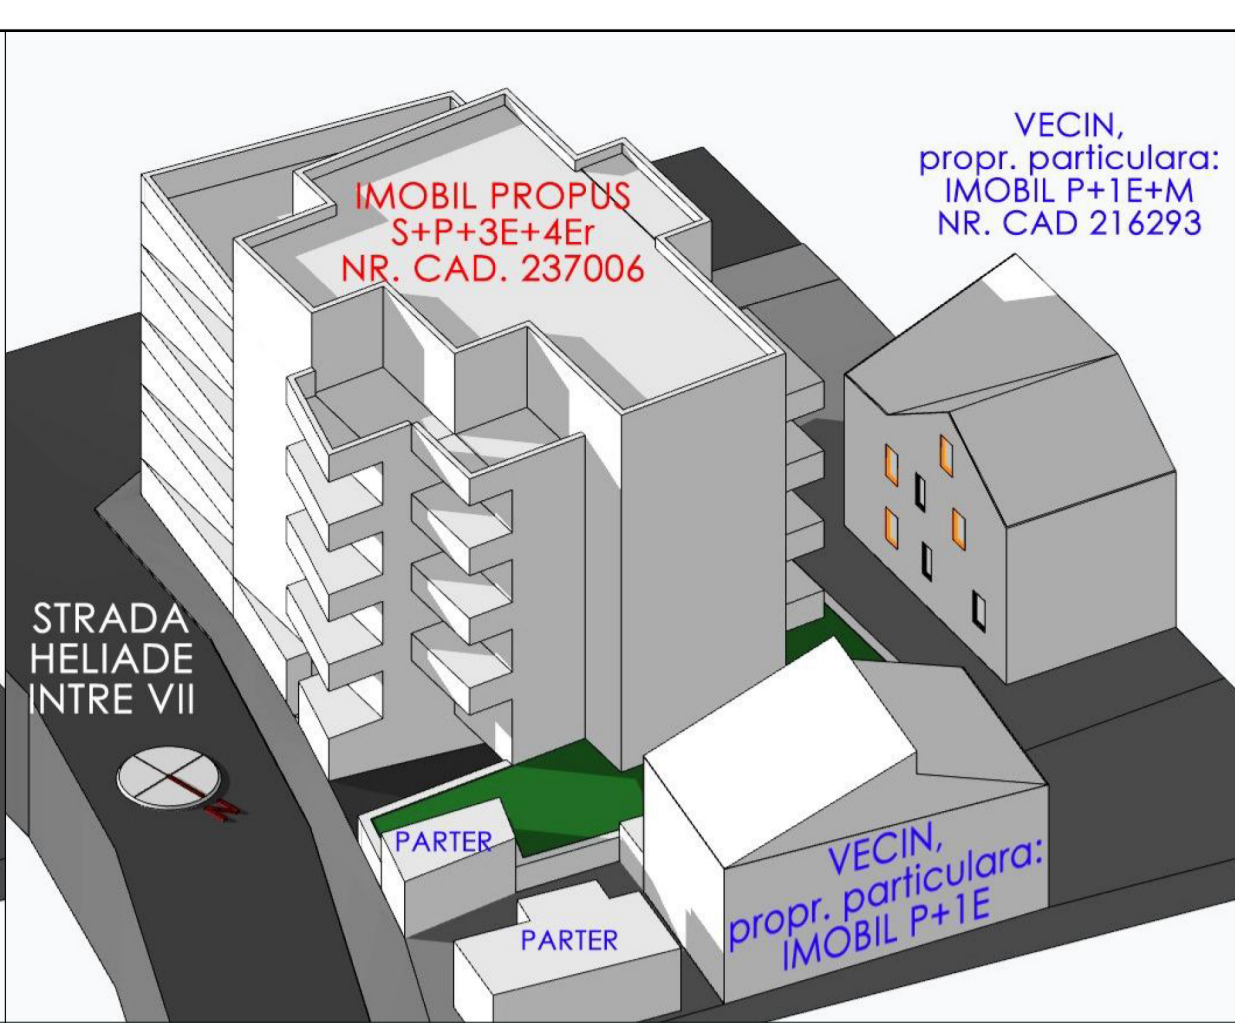 VECIN,
propr. particulara:
IMOBIL P+1E+M
NR. CAD 216293
IMOBIL PROPUS
S+P+3E+4Er
NR. CAD. 237006
STRADA
HELIADE
INTRE VII
N
PARTER
PARTER
VECIN,
propr. particulara:
IMOBIL P+1E